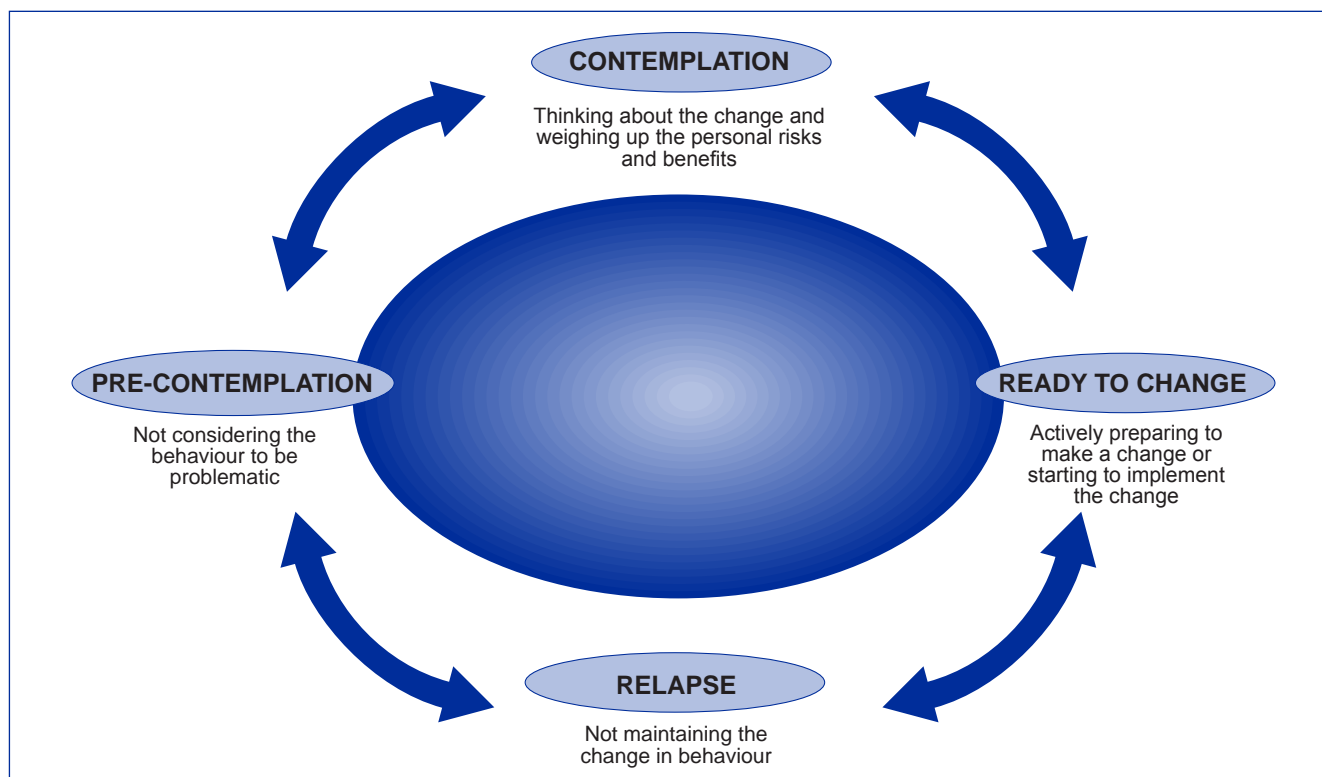 CONTEMPLATION
Thinking about the change and
weighing up the personal risks
and benefits
PRE-CONTEMPLATION
Not considering the
behaviour to be
problematic
READY TO CHANGE
Actively preparing to
make a change or
starting to implement
the change
RELAPSE
Not maintaining the
change in behaviour